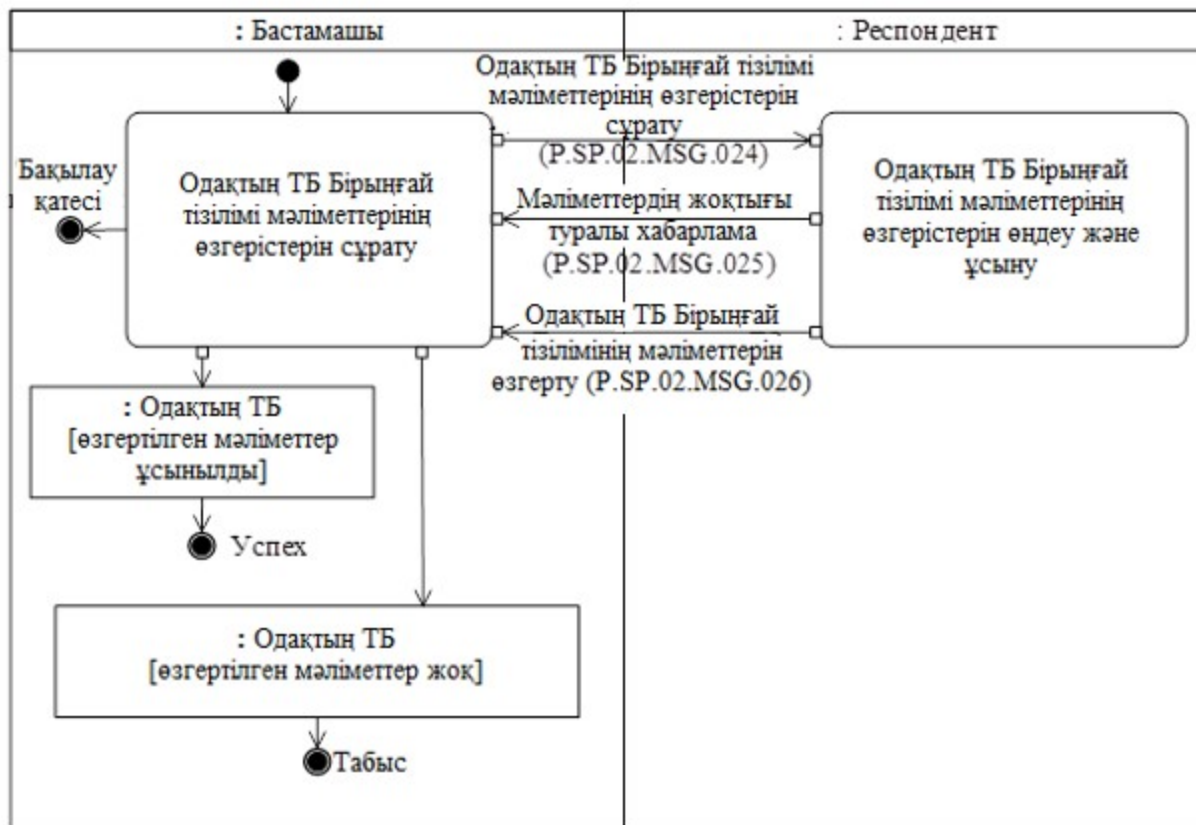 : Бастамашы
: Респондент
Одақтың ТБ Бірыңғай тізілімі
мәліметтерінің өзгерістерін
сұрату
(P.SP.02.MSG.024)
Бақылау
қатесі
Одақтың ТБ Бірыңғай
тізілімі мәліметтерінің
өзгерістерін сұрату
Мәліметтердің жоқтығы
туралы хабарлама
(P.SP.02.MSG.025)
Одақтың ТБ Бірыңғай
тізілімі мәліметтерінің
өзгерістерін өңдеу және
ұсыну
Одақтың ТБ Бірыңғай
тізілімінің мәліметтерін
өзгерту (P.SP.02.MSG.026)
: Одақтың ТБ
[өзгертілген мәліметтер
ұсынылды]
Успех
: Одақтың ТБ
[өзгертілген мәліметтер жоқ]
Табыс